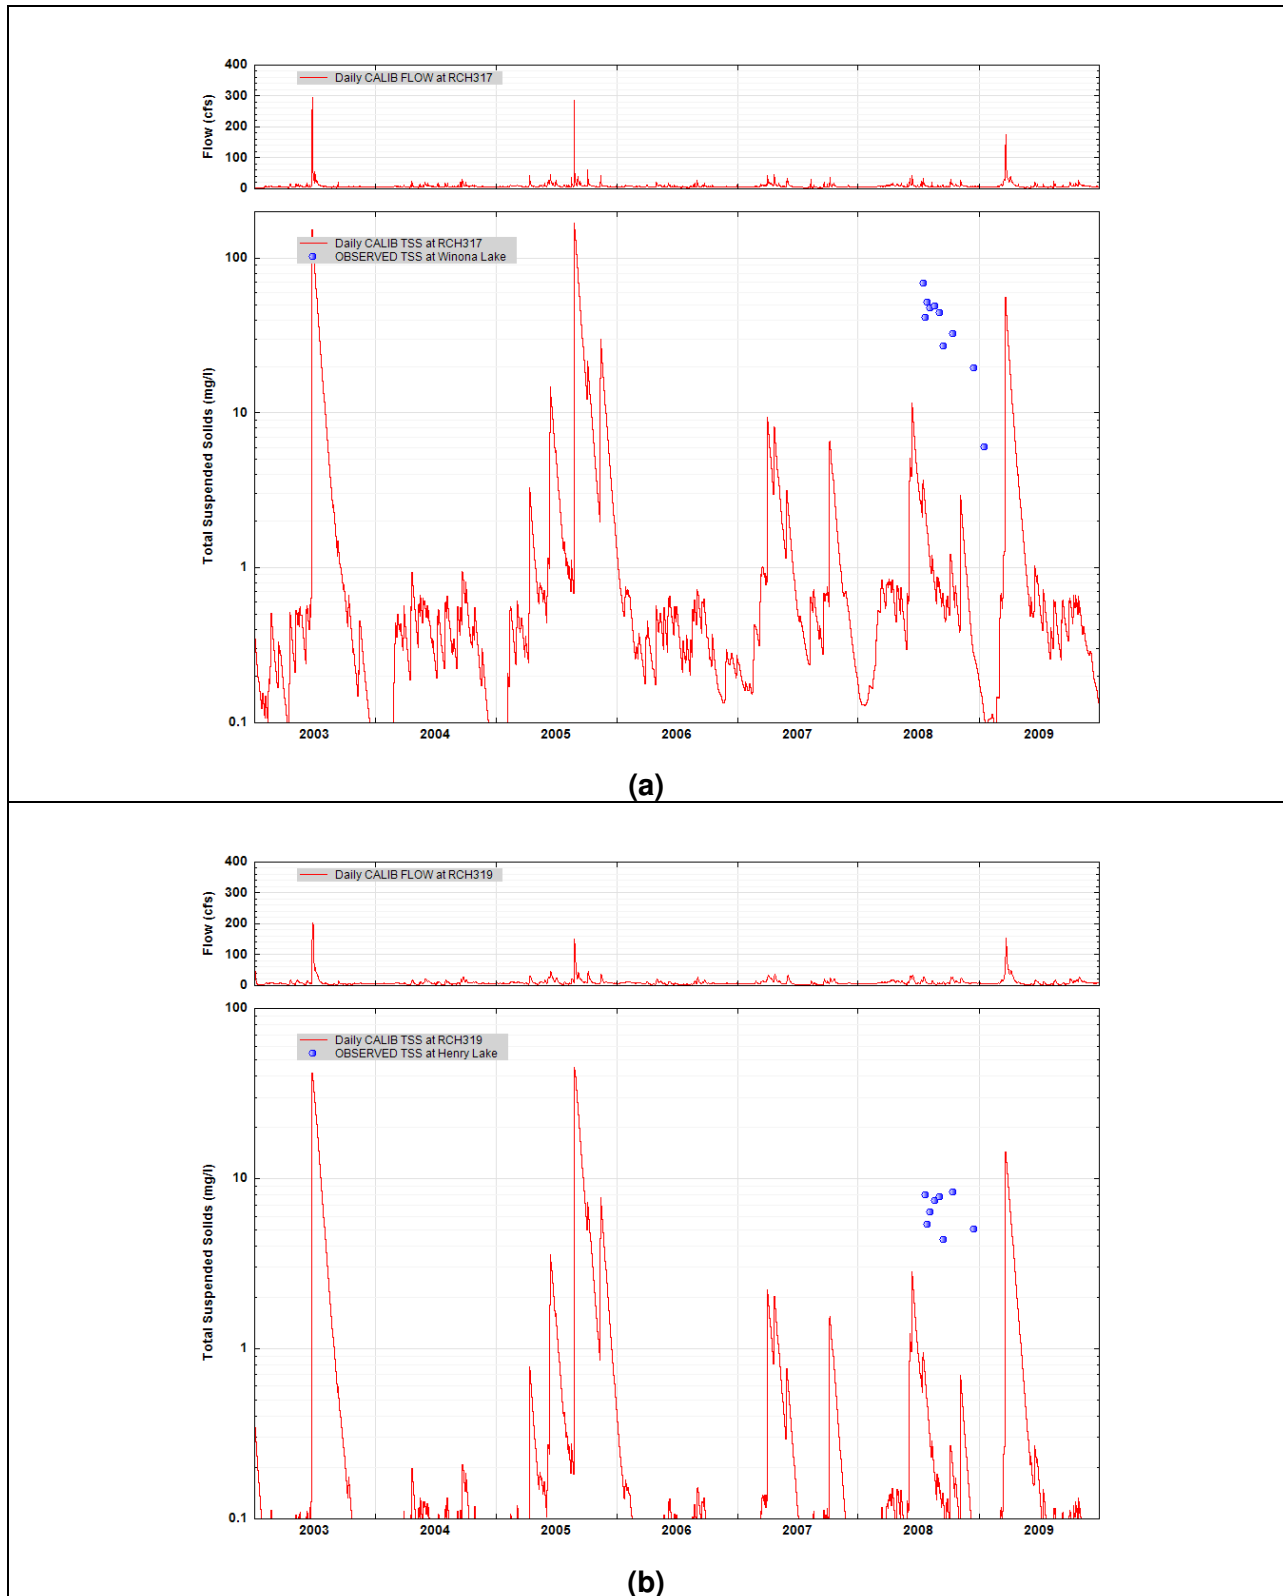 400
300
200
100
0
Flow (cfs)
Daily CALIB FLOW at RCH317
100
10
1
0.1
Total Suspended Solids (mg/l)
Daily CALIB TSS at RCH317
OBSERVED TSS at Winona Lake
2003 2004 2005 2006 2007 2008 2009
(a)
400
300
200
100
0
Flow (cfs)
Daily CALIB FLOW at RCH319
100
10
1
0.1
Total Suspended Solids (mg/l)
Daily CALIB TSS at RCH319
OBSERVED TSS at Henry Lake
2003 2004 2005 2006 2007 2008 2009
(b)